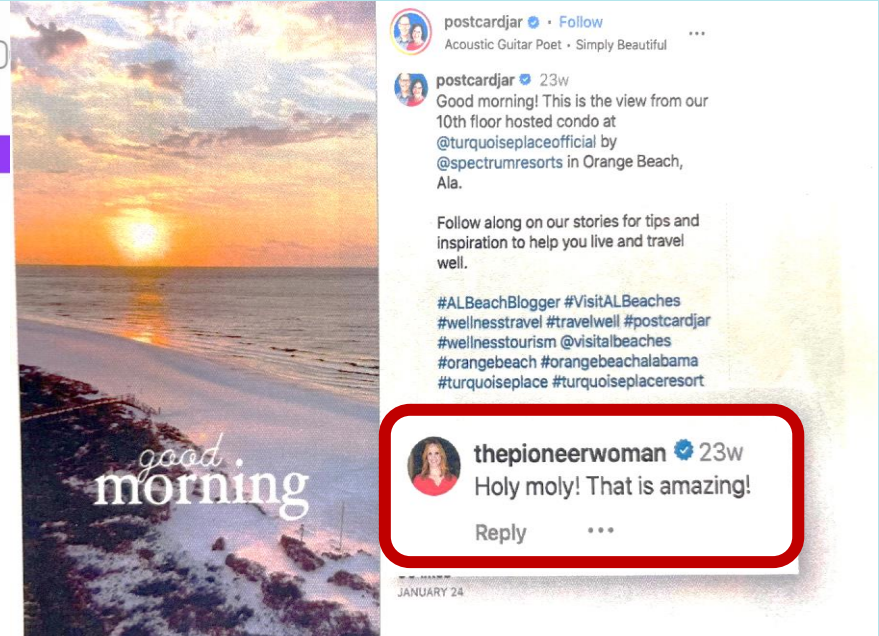 good
morning
postcardjar · Follow
Acoustic Guitar Poet · Simply Beautiful
postcardjar 23w
Good morning! This is the view from our
10th floor hosted condo at
@turquoiseplaceofficial by
@spectrumresorts in Orange Beach,
Ala.
Follow along on our stories for tips and
inspiration to help you live and travel
well.
#ALBeachBlogger #VisitALBeaches
#wellnesstravel #travelwell #postcardjar
#wellnesstourism @visitalbeaches
#orangebeach #orangebeachalabama
#turquoiseplace #turquoiseplaceresort
thepioneerwoman 23w
Holy moly! That is amazing!
Reply
JANUARY 24